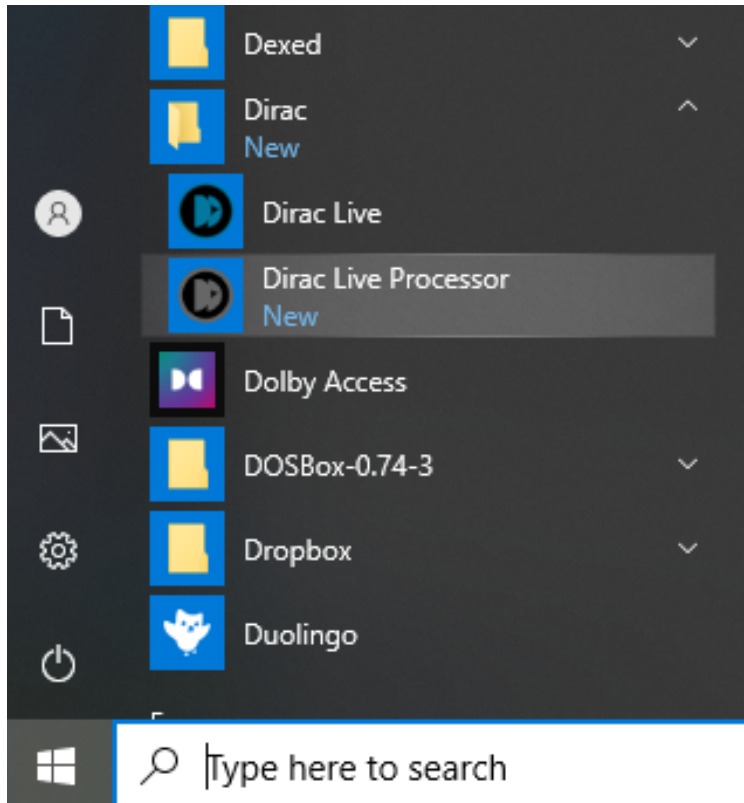 Dexed
Dirac
New
Dirac Live
Dirac Live Processor
New
Dolby Access
DOSBox-0.74-3
Dropbox
Duolingo
Type here to search